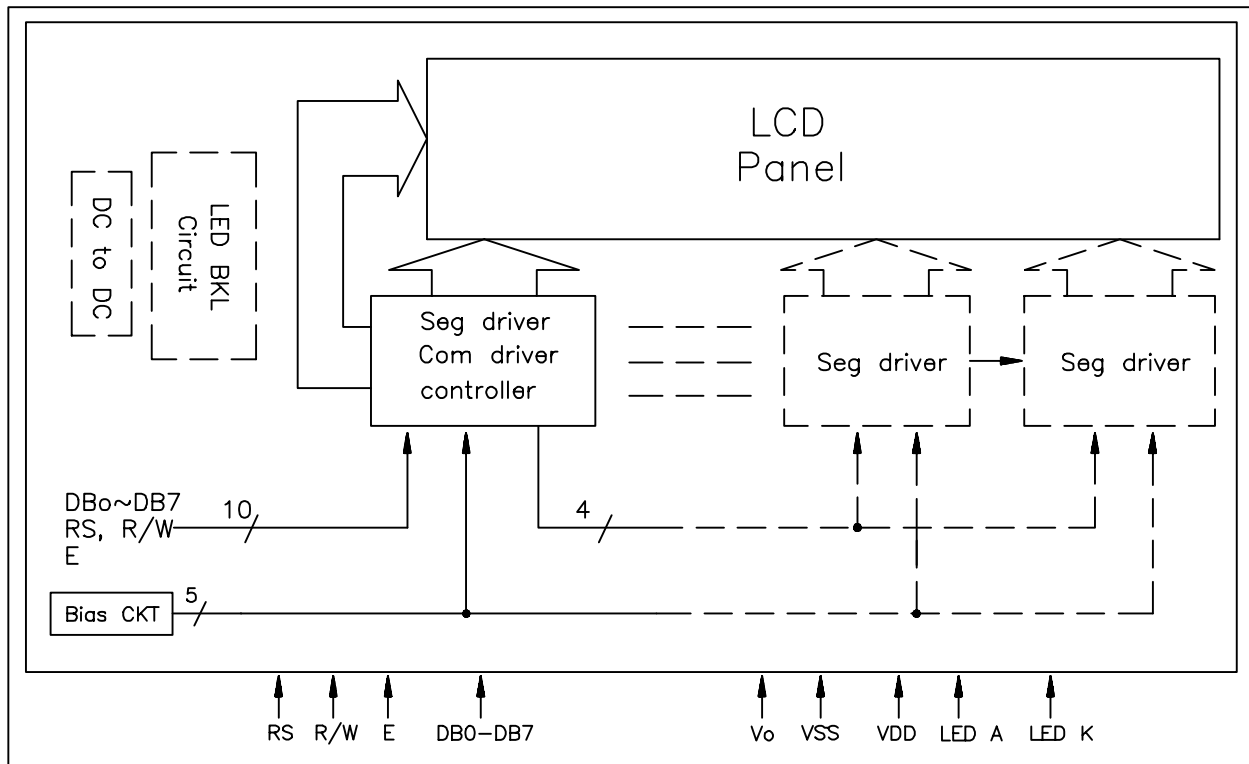 LCD
Panel
DC to DC
LED BKL
Circuit
Seg driver
Com driver
controller
Seg driver
Seg driver
DBo~DB7
RS, R/W
E
10
4
Bias CKT
5
RS
R/W
E
DB0-DB7
Vo
VSS
VDD
LED A
LED K